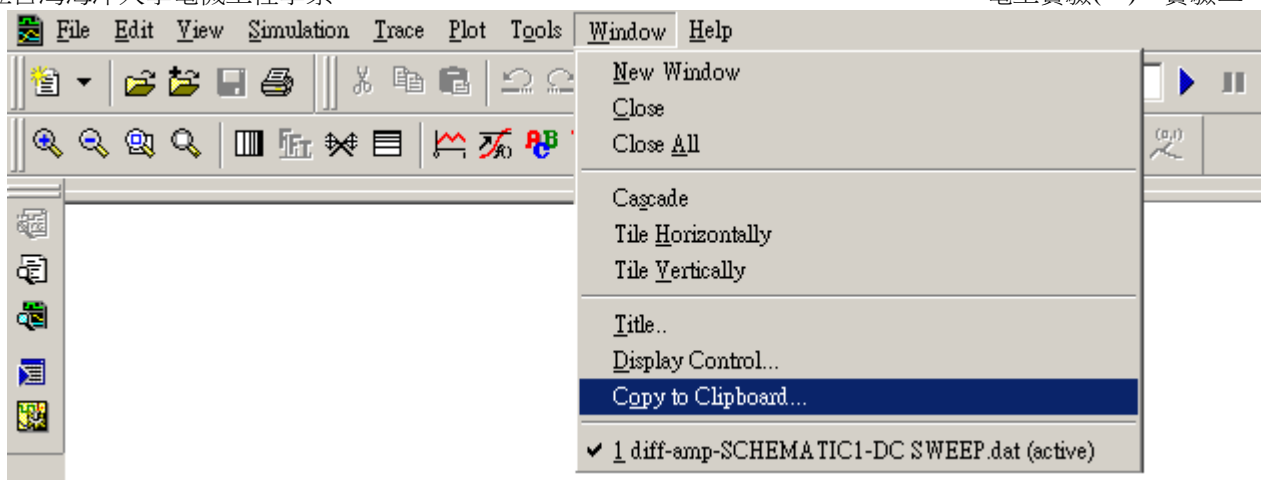 File Edit View Simulation Trace Plot Tools Window Help
New Window
Close
Close All
Cascade
Tile Horizontally
Tile Vertically
Title..
Display Control...
Copy to Clipboard...
✔ 1 diff-amp-SCHEMATIC1-DC SWEEP.dat (active)